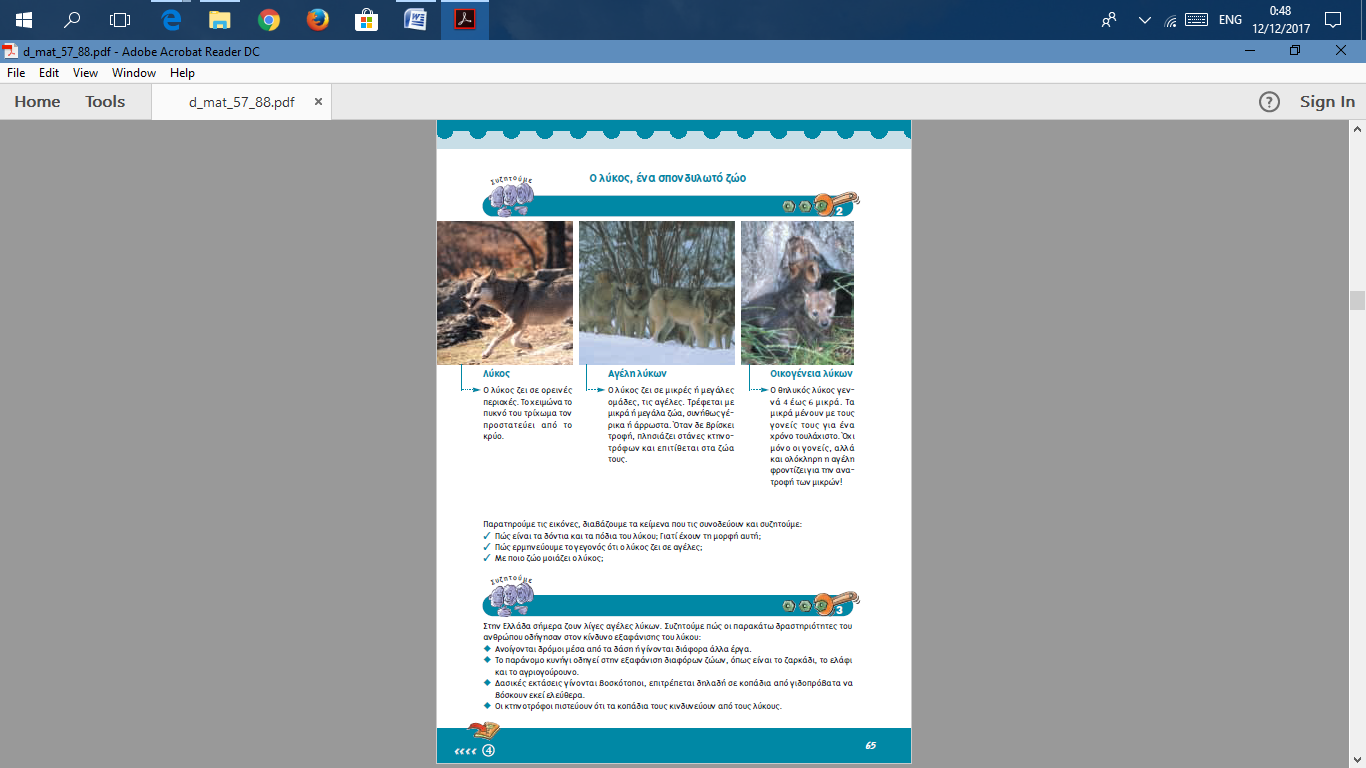 ENG
0:48
12/12/2017
d_mat_57_88.pdf - Adobe Acrobat Reader DC
File Edit View Window Help
Home Tools d_mat_57_88.pdf × ? Sign In
Συζητούμε
Ο λύκος, ένα σπονδυλωτό ζώο
2
Λύκος
Ο λύκος ζει σε ορεινές
περιοχές. Το χειμώνα το
πυκνό του τρίχωμα τον
προστατεύει από το
κρύο.
Αγέλη λύκων
Ο λύκος ζει σε μικρές ή μεγάλες
ομάδες, τις αγέλες. Τρέφεται με
μικρά ή μεγάλα ζώα, συνήθως γέ-
ρικα ή άρρωστα. Όταν δε βρίσκει
τροφή, πλησιάζει στάνες κτηνο-
τρόφων και επιτίθεται στα ζώα
τους.
Οικογένεια λύκων
Ο θηλυκός λύκος γεν-
νά 4 έως 6 μικρά. Τα
μικρά μένουν με τους
γονείς τους για ένα
χρόνο τουλάχιστο. Όχι
μόνο οι γονείς, αλλά
και ολόκληρη η αγέλη
φροντίζει για την ανα-
τροφή των μικρών!
Παρατηρούμε τις εικόνες, διαβάζουμε τα κείμενα που τις συνοδεύουν και συζητούμε:
✓ Πώς είναι τα δόντια και τα πόδια του λύκου; Γιατί έχουν τη μορφή αυτή;
✓ Πώς ερμηνεύουμε το γεγονός ότι ο λύκος ζει σε αγέλες;
✓ Με ποιο ζώο μοιάζει ο λύκος;
Συζητούμε
3
Στην Ελλάδα σήμερα ζουν λίγες αγέλες λύκων. Συζητούμε πώς οι παρακάτω δραστηριότητες του
ανθρώπου οδήγησαν στον κίνδυνο εξαφάνισης του λύκου:
◆ Ανοίγονται δρόμοι μέσα από τα δάση ή γίνονται διάφορα άλλα έργα.
◆ Το παράνομο κυνήγι οδηγεί στην εξαφάνιση διαφόρων ζώων, όπως είναι το ζαρκάδι, το ελάφι
και το αγριογούρουνο.
◆ Δασικές εκτάσεις γίνονται βοσκότοποι, επιτρέπεται δηλαδή σε κοπάδια από γιδοπρόβατα να
βόσκουν εκεί ελεύθερα.
◆ Οι κτηνοτρόφοι πιστεύουν ότι τα κοπάδια τους κινδυνεύουν από τους λύκους.
4
65